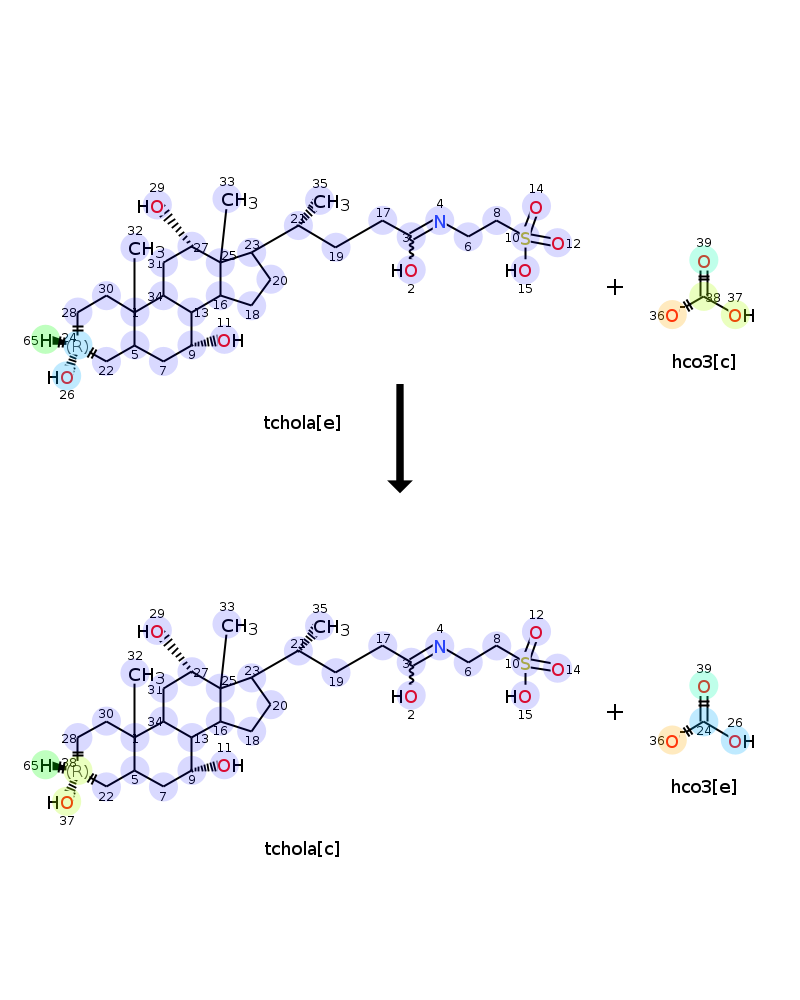 33
35
29
CH3
CH3
14
HO
17
4
8
N
O
32
21
O
39
CH3
27
25
23
3
10
S
12
O
31
19
6
HO
HO
30
34
20
2
15
+
28
1
13
16
18
38
37
36
O
OH
11
65
H
24
(R)
OH
hco3[c]
5
9
HO
22
7
26
tchola[e]
33
35
29
CH3
CH3
12
HO
17
4
8
N
O
32
21
O
39
CH3
27
25
23
3
10
S
14
O
31
19
6
HO
HO
30
34
20
2
15
+
28
1
13
16
18
24
26
36
O
OH
11
65
H
38
(R)
OH
hco3[e]
5
9
HO
22
7
37
tchola[c]